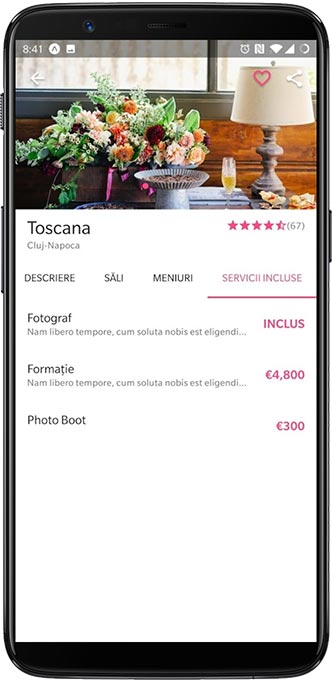 8:41
Toscana
(67)
Cluj-Napoca
DESCRIERE SĂLI MENIURI SERVICII INCLUSE
Fotograf
Nam libero tempore, cum soluta nobis est eligendi...
INCLUS
Formație
Nam libero tempore, cum soluta nobis est eligendi...
€4,800
Photo Boot
€300